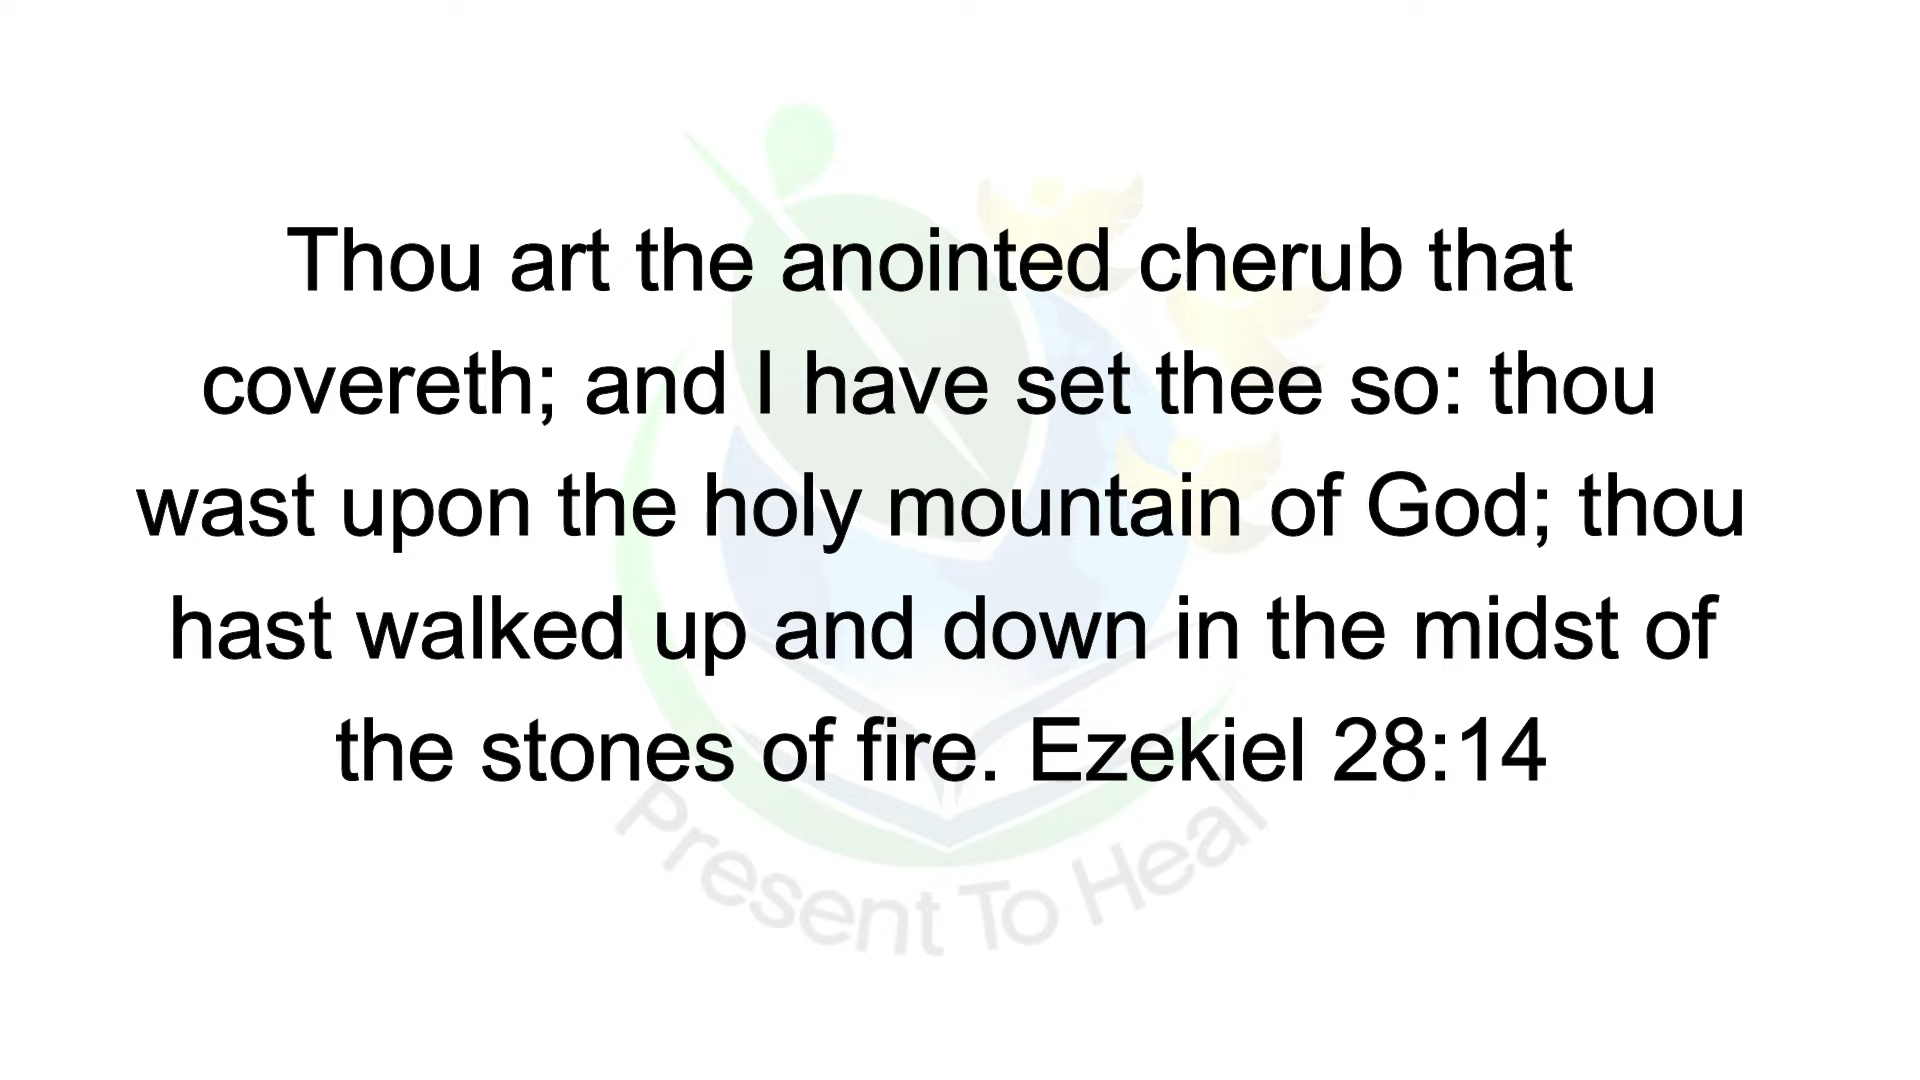 Thou art the anointed cherub that
covereth; and I have set thee so: thou
wast upon the holy mountain of God; thou
hast walked up and down in the midst of
the stones of fire. Ezekiel 28:14
Present To Heal